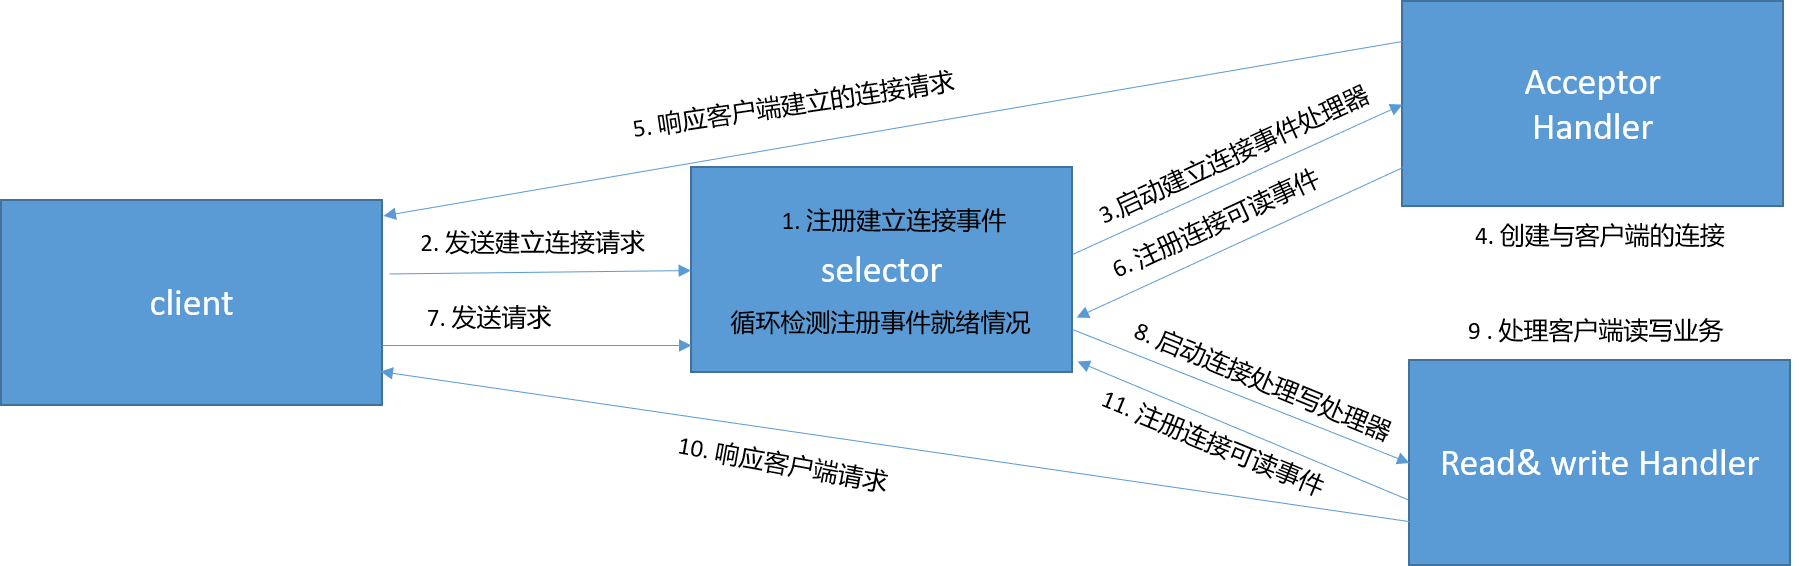 5. 响应客户端建立的连接请求
Acceptor
Handler
3.启动建立连接事件处理器
6. 注册连接可读事件
4. 创建与客户端的连接
client
2. 发送建立连接请求
7. 发送请求
1. 注册建立连接事件
selector
循环检测注册事件就绪情况
8. 启动连接处理写处理器
9 . 处理客户端读写业务
11. 注册连接可读事件
10. 响应客户端请求
Read& write Handler